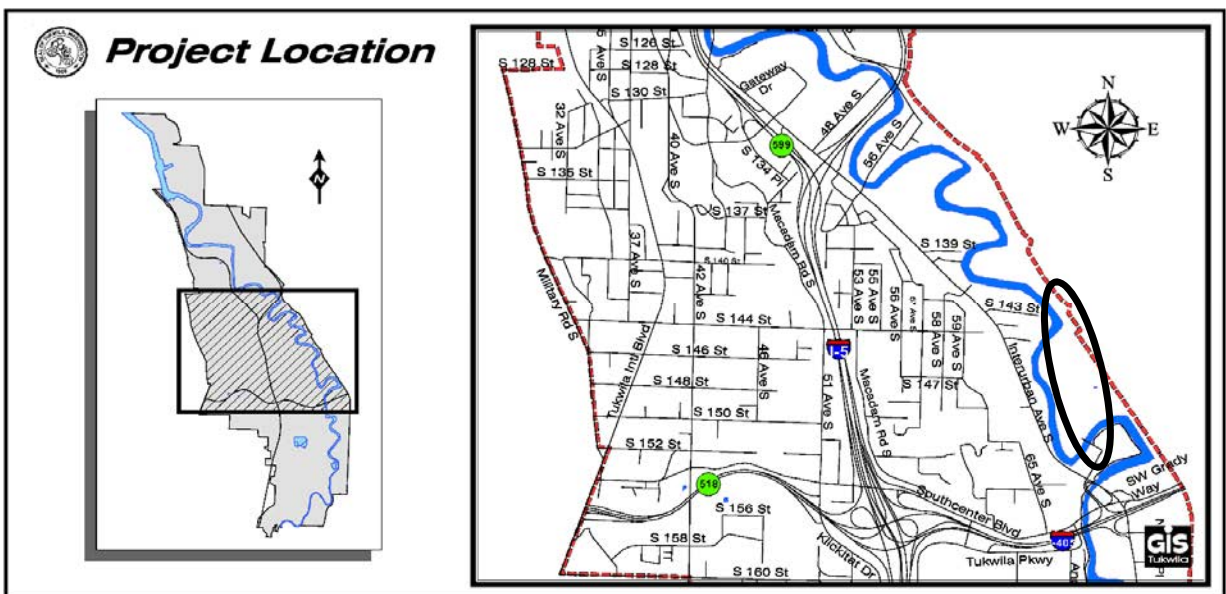 Project Location
S 126 St
S 128 St
S 128 St
S 130 St
Gateway Dr
32 Ave S
40 Ave S
48 Ave S
56 Ave S
599
S 134 Pl
S 135 St
S 137 St
Macadam Rd S
S 139 St
37 Ave S
S 140 St
42 Ave S
Military Rd S
Tukwila Intl Blvd
S 143 St
53 Ave S
55 Ave S
56 Ave S
57 Ave S
58 Ave S
59 Ave S
S 144 St
I-5
Interurban Ave S
S 146 St
46 Ave S
S 147 St
S 148 St
51 Ave S
Macadam Rd S
S 150 St
S 152 St
65 Ave S
SW Grady Way
518
Southcenter Blvd
S 156 St
S 158 St
Klickitat Dr
I-405
Tukwila Pkwy
S 160 St
N
W
E
S
GIS
Tukwila